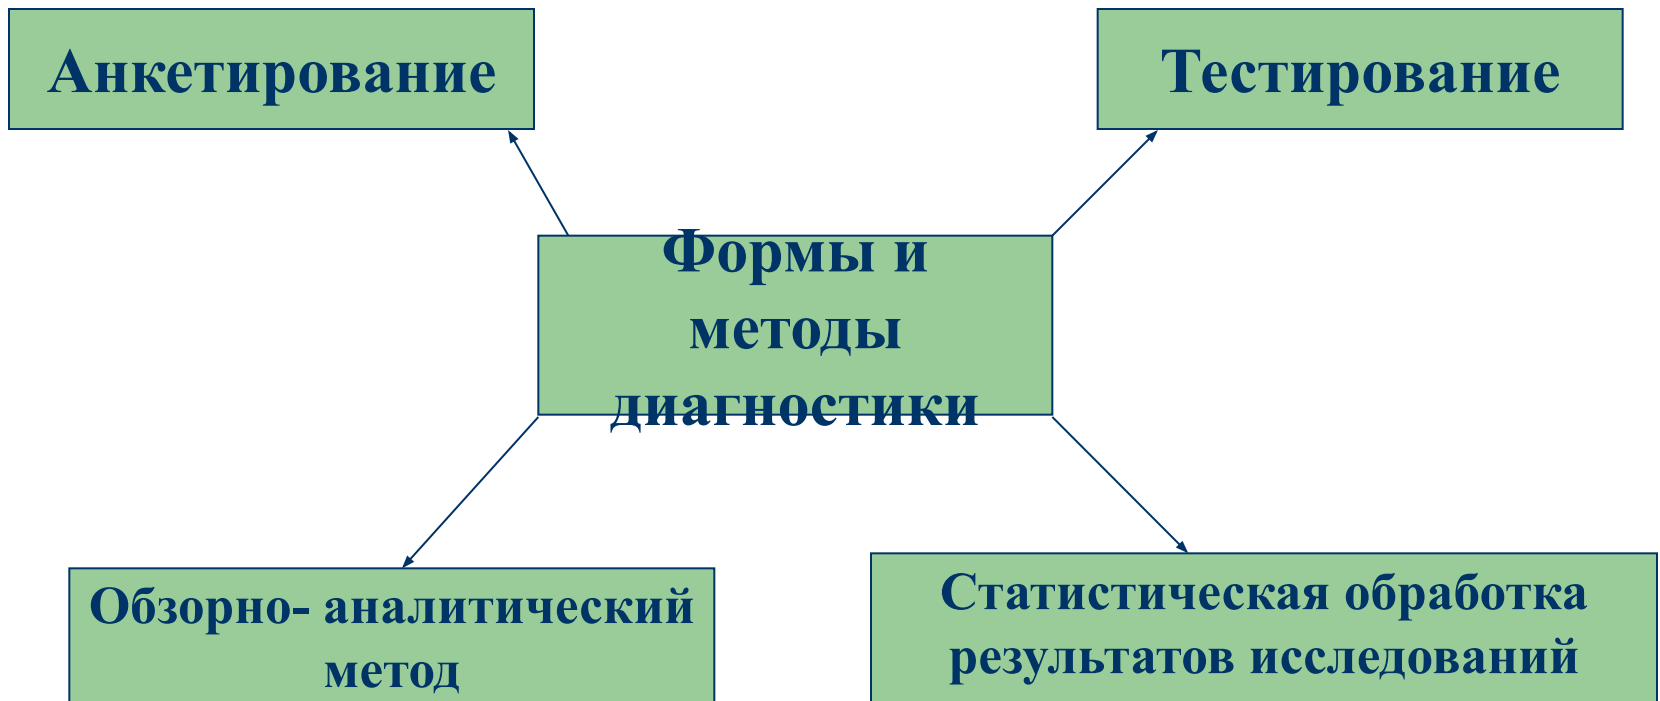 Анкетирование
Тестирование
Формы и
методы
диагностики
Обзорно- аналитический
метод
Статистическая обработка
результатов исследований